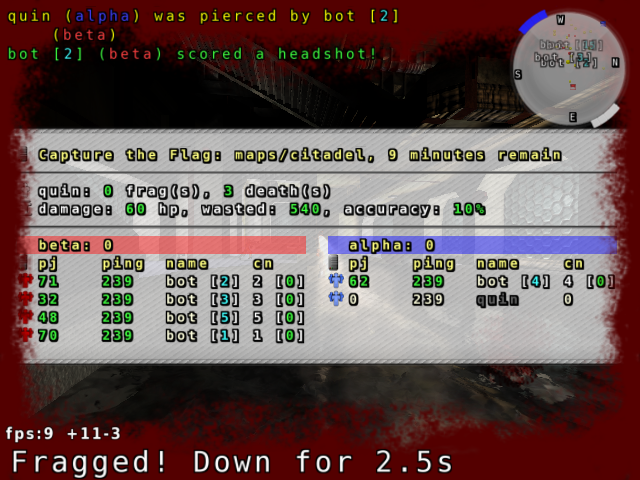 quin (alpha) was pierced by bot [2]
(beta)
bot [2] (beta) scored a headshot!
W
S
N
E
Capture the Flag: maps/citadel, 9 minutes remain
quin: 0 frag(s), 3 death(s)
damage: 60 hp, wasted: 540, accuracy: 10%
beta: 0
pj ping name cn
71 239 bot [2] 2 [0]
32 239 bot [3] 3 [0]
48 239 bot [5] 5 [0]
70 239 bot [1] 1 [0]
alpha: 0
pj ping name cn
62 239 bot [4] 4 [0]
0 239 quin 0
fps:9 +11-3
Fragged! Down for 2.5s